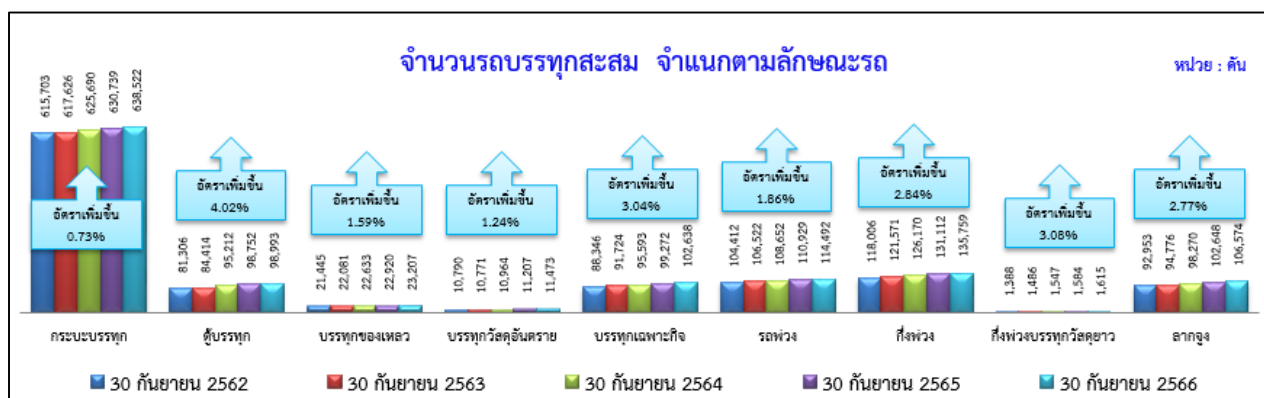 จำนวนรถบรรทุกสะสม จำแนกตามลักษณะรถ
หน่วย : คัน
615,703
617,626
625,690
630,739
638,522
อัตราเพิ่มขึ้น
0.73%
กระบะบรรทุก
อัตราเพิ่มขึ้น
4.02%
81,306
84,414
95,212
98,752
98,993
ตู้บรรทุก
อัตราเพิ่มขึ้น
1.59%
21,445
22,081
22,633
22,920
23,207
บรรทุกของเหลว
อัตราเพิ่มขึ้น
1.24%
10,790
10,771
10,964
11,207
11,473
บรรทุกวัสดุอันตราย
อัตราเพิ่มขึ้น
3.04%
88,346
91,724
95,593
99,272
102,638
บรรทุกเฉพาะกิจ
อัตราเพิ่มขึ้น
1.86%
104,412
106,522
108,652
110,929
114,492
รถพ่วง
อัตราเพิ่มขึ้น
2.84%
118,006
121,571
126,170
131,112
135,759
กึ่งพ่วง
อัตราเพิ่มขึ้น
3.08%
1,388
1,486
1,547
1,584
1,615
กึ่งพ่วงบรรทุกวัสดุยาว
อัตราเพิ่มขึ้น
2.77%
92,953
94,776
98,270
102,648
106,574
ลากจูง
30 กันยายน 2562
30 กันยายน 2563
30 กันยายน 2564
30 กันยายน 2565
30 กันยายน 2566